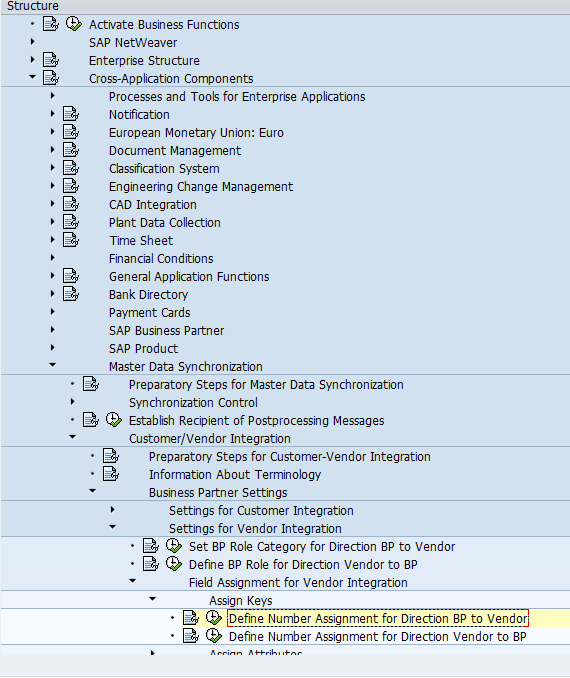 Structure
Activate Business Functions
SAP NetWeaver
Enterprise Structure
Cross-Application Components
Processes and Tools for Enterprise Applications
Notification
European Monetary Union: Euro
Document Management
Classification System
Engineering Change Management
CAD Integration
Plant Data Collection
Time Sheet
Financial Conditions
General Application Functions
Bank Directory
Payment Cards
SAP Business Partner
SAP Product
Master Data Synchronization
Preparatory Steps for Master Data Synchronization
Synchronization Control
Establish Recipient of Postprocessing Messages
Customer/Vendor Integration
Preparatory Steps for Customer-Vendor Integration
Information About Terminology
Business Partner Settings
Settings for Customer Integration
Settings for Vendor Integration
Set BP Role Category for Direction BP to Vendor
Define BP Role for Direction Vendor to BP
Field Assignment for Vendor Integration
Assign Keys
Define Number Assignment for Direction BP to Vendor
Define Number Assignment for Direction Vendor to BP
Assign Attributes